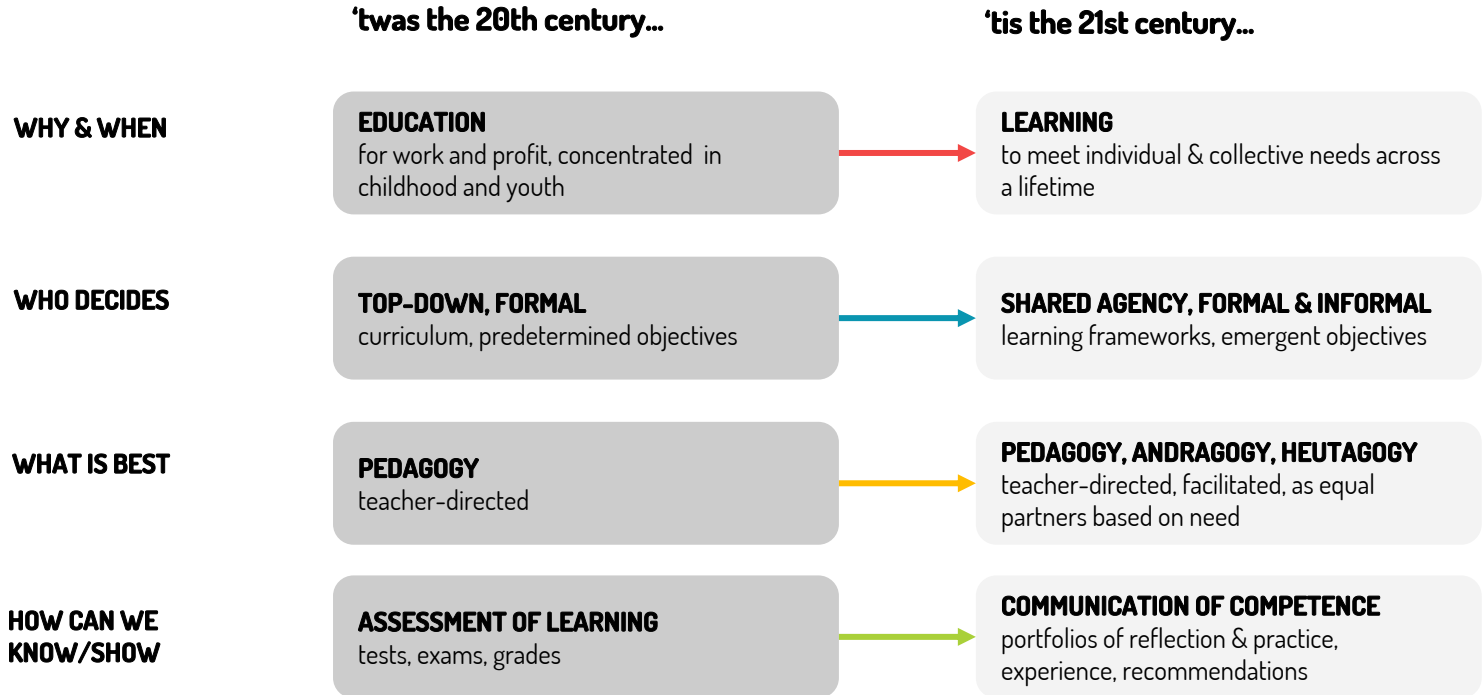 ‘twas the 20th century...
‘tis the 21st century...
WHY & WHEN
EDUCATION
for work and profit, concentrated in
childhood and youth
LEARNING
to meet individual & collective needs across
a lifetime
WHO DECIDES
TOP-DOWN, FORMAL
curriculum, predetermined objectives
SHARED AGENCY, FORMAL & INFORMAL
learning frameworks, emergent objectives
WHAT IS BEST
PEDAGOGY
teacher-directed
PEDAGOGY, ANDRAGOGY, HEUTAGOGY
teacher-directed, facilitated, as equal
partners based on need
HOW CAN WE
KNOW/SHOW
ASSESSMENT OF LEARNING
tests, exams, grades
COMMUNICATION OF COMPETENCE
portfolios of reflection & practice,
experience, recommendations